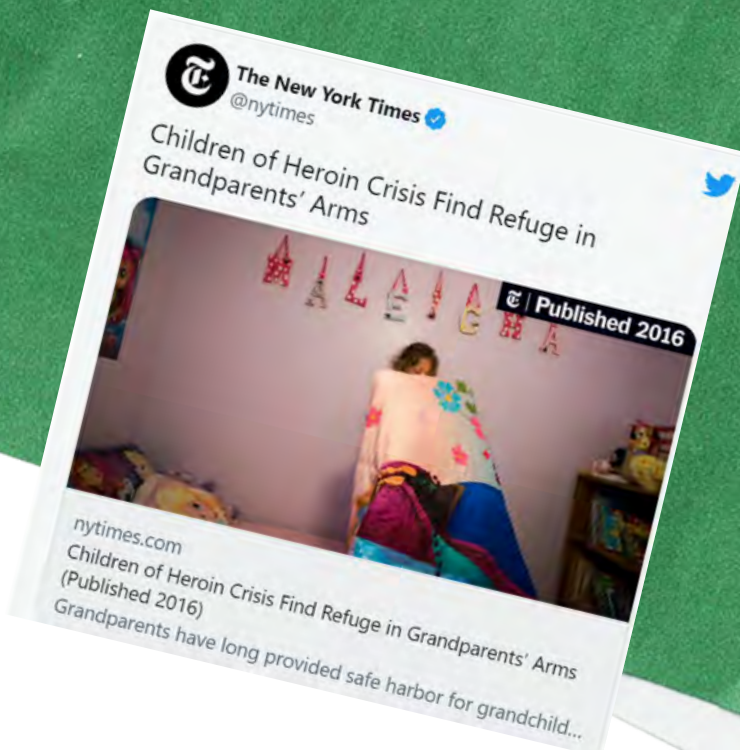 The New York Times
@nytimes
Children of Heroin Crisis Find Refuge in
Grandparents' Arms
MALEIGHA
Published 2016
nytimes.com
Children of Heroin Crisis Find Refuge in Grandparents' Arms
(Published 2016)
Grandparents have long provided safe harbor for grandchild...